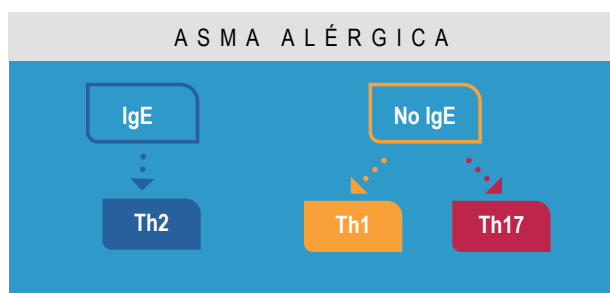 ASMA ALÉRGICA
IgE
No IgE
Th2
Th1
Th17